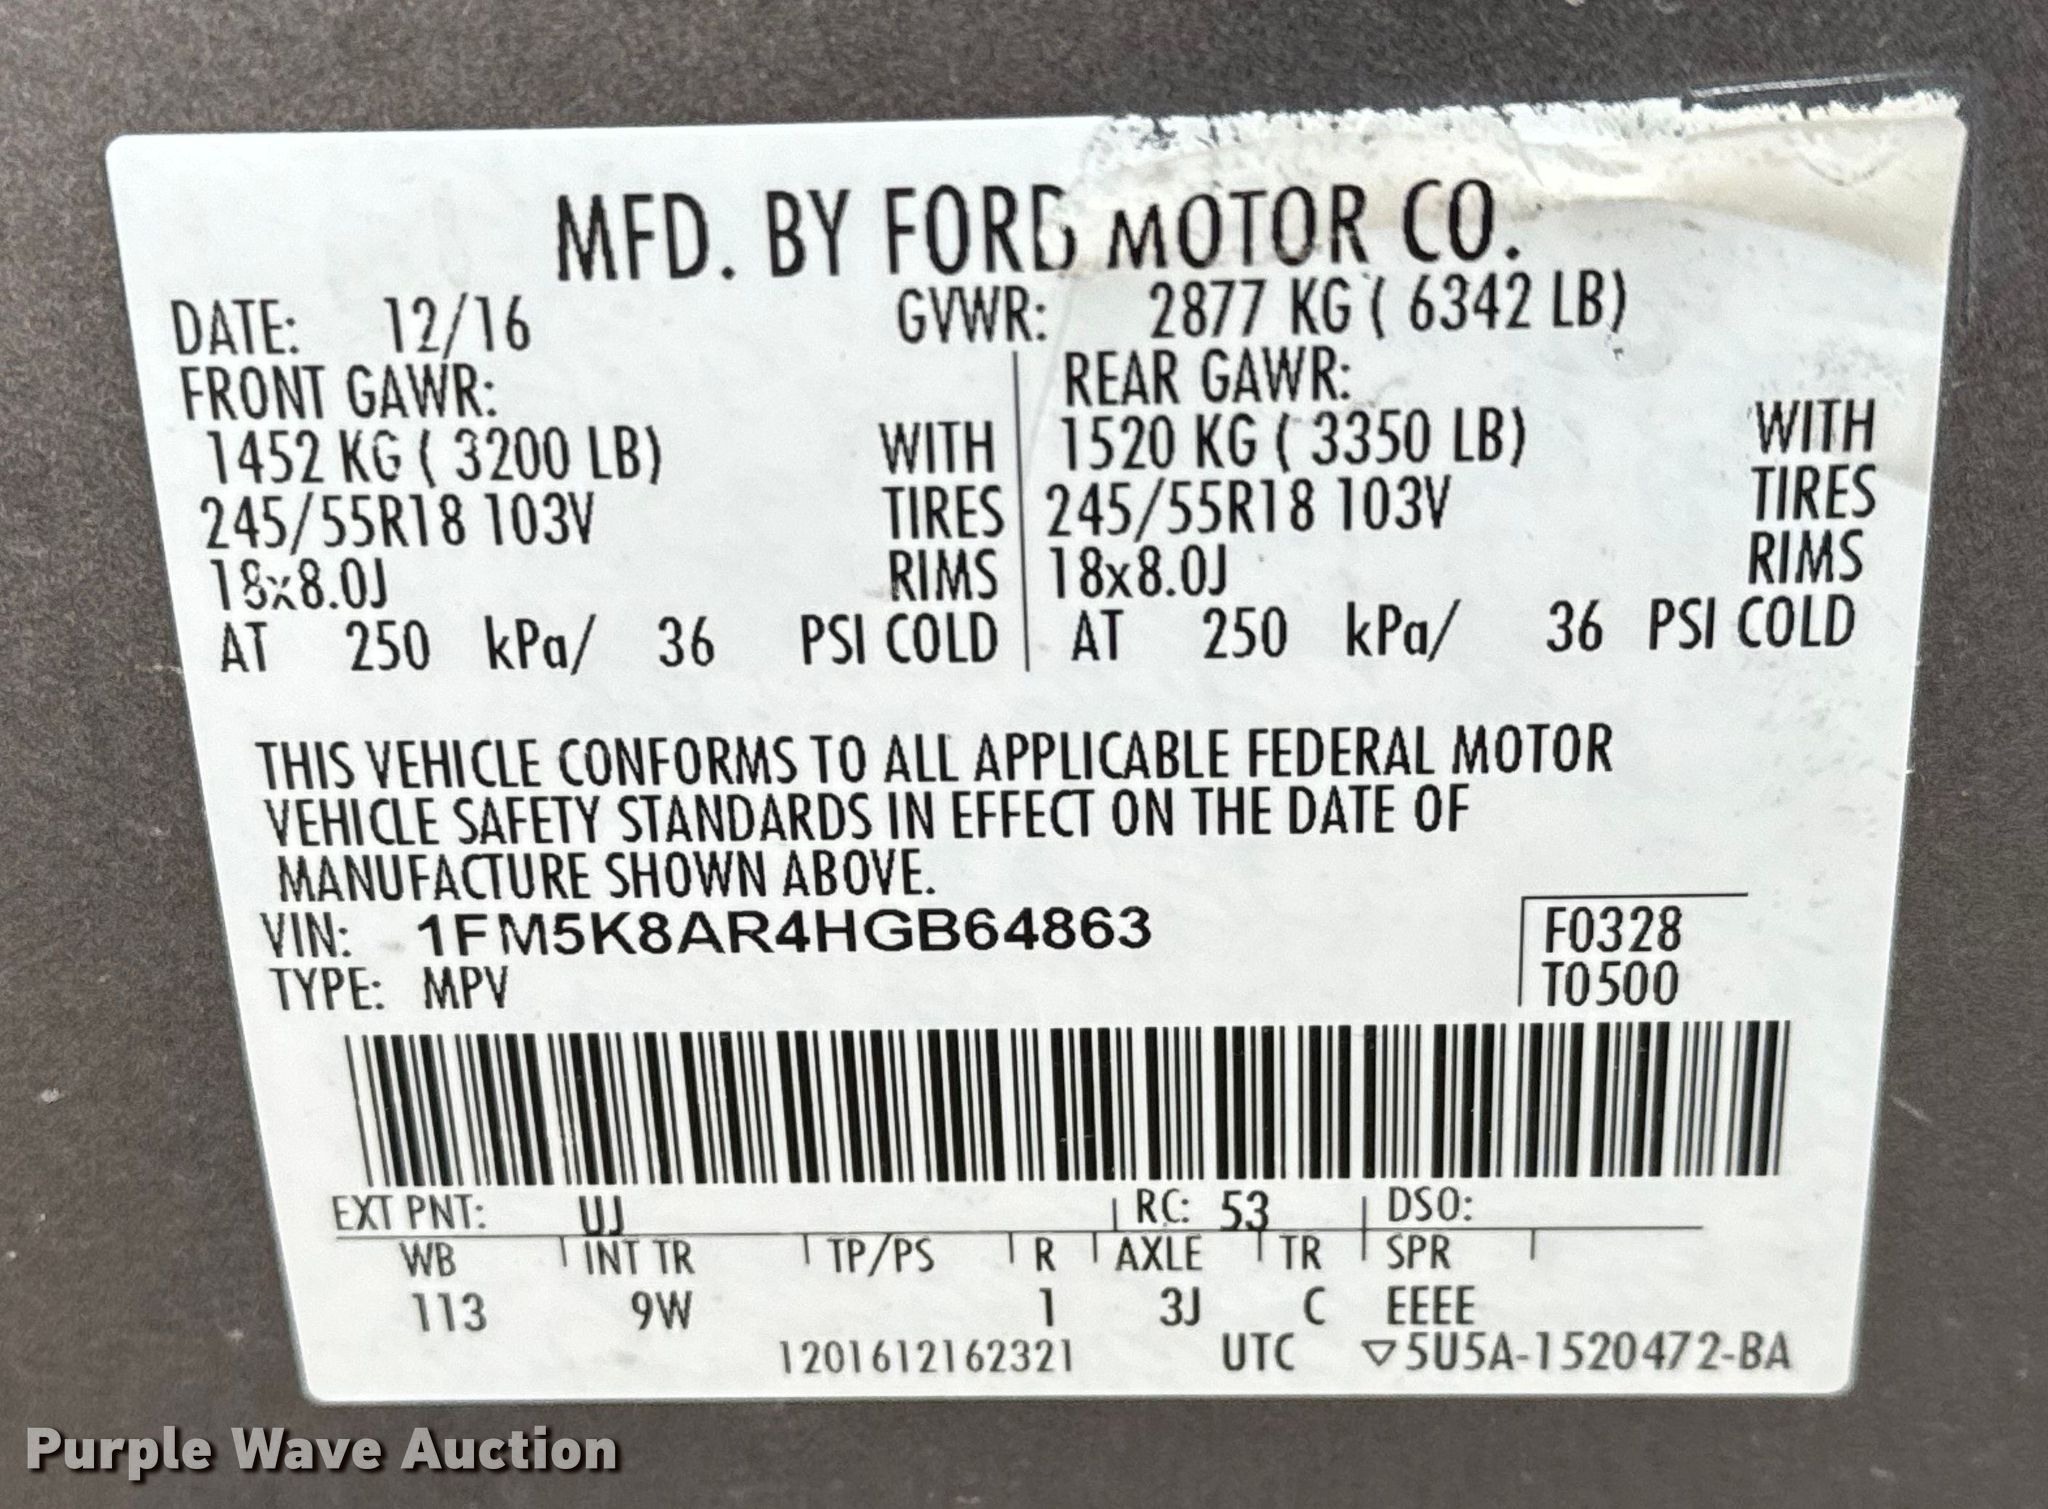 MFD. BY FORD MOTOR CO.
DATE: 12/16 GVWR: 2877 KG ( 6342 LB)
FRONT GAWR: REAR GAWR:
1452 KG ( 3200 LB) WITH 1520 KG ( 3350 LB) WITH
245/55R18 103V TIRES 245/55R18 103V TIRES
18x8.0J RIMS 18x8.0J RIMS
AT 250 kPa/ 36 PSI COLD AT 250 kPa/ 36 PSI COLD
THIS VEHICLE CONFORMS TO ALL APPLICABLE FEDERAL MOTOR
VEHICLE SAFETY STANDARDS IN EFFECT ON THE DATE OF
MANUFACTURE SHOWN ABOVE.
VIN: 1FM5K8AR4HGB64863 F0328
TYPE: MPV T0500
EXT PNT: UJ RC: 53 DSO:
WB INT TR TP/PS R AXLE TR SPR
113 9W 1 3J C EEEE
1201612162321 UTC ▽5U5A-1520472-BA
Purple Wave Auction